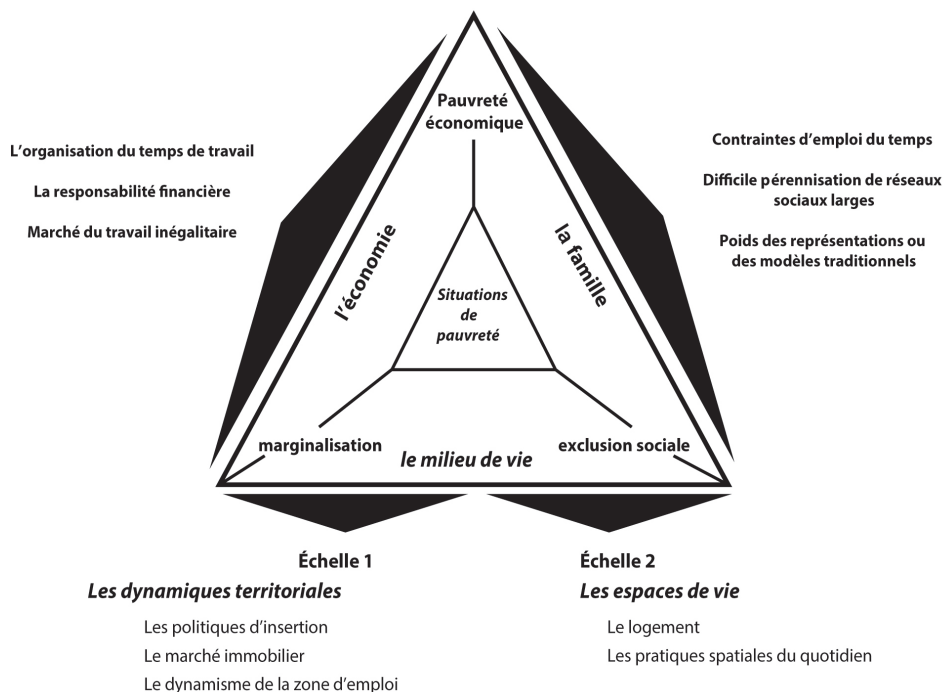 Pauvreté
économique
L’organisation du temps de travail
La responsabilité financière
Marché du travail inégalitaire
Contraintes d’emploi du temps
Difficile pérennisation de réseaux
sociaux larges
Poids des représentations ou
des modèles traditionnels
l’économie
la famille
Situations
de
pauvreté
marginalisation
le milieu de vie
exclusion sociale
Échelle 1
Les dynamiques territoriales
Les politiques d’insertion
Le marché immobilier
Le dynamisme de la zone d’emploi
Échelle 2
Les espaces de vie
Le logement
Les pratiques spatiales du quotidien